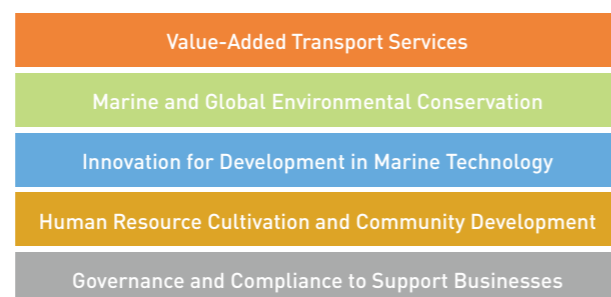 Value-Added Transport Services
Marine and Global Environmental Conservation
Innovation for Development in Marine Technology
Human Resource Cultivation and Community Development
Governance and Compliance to Support Businesses